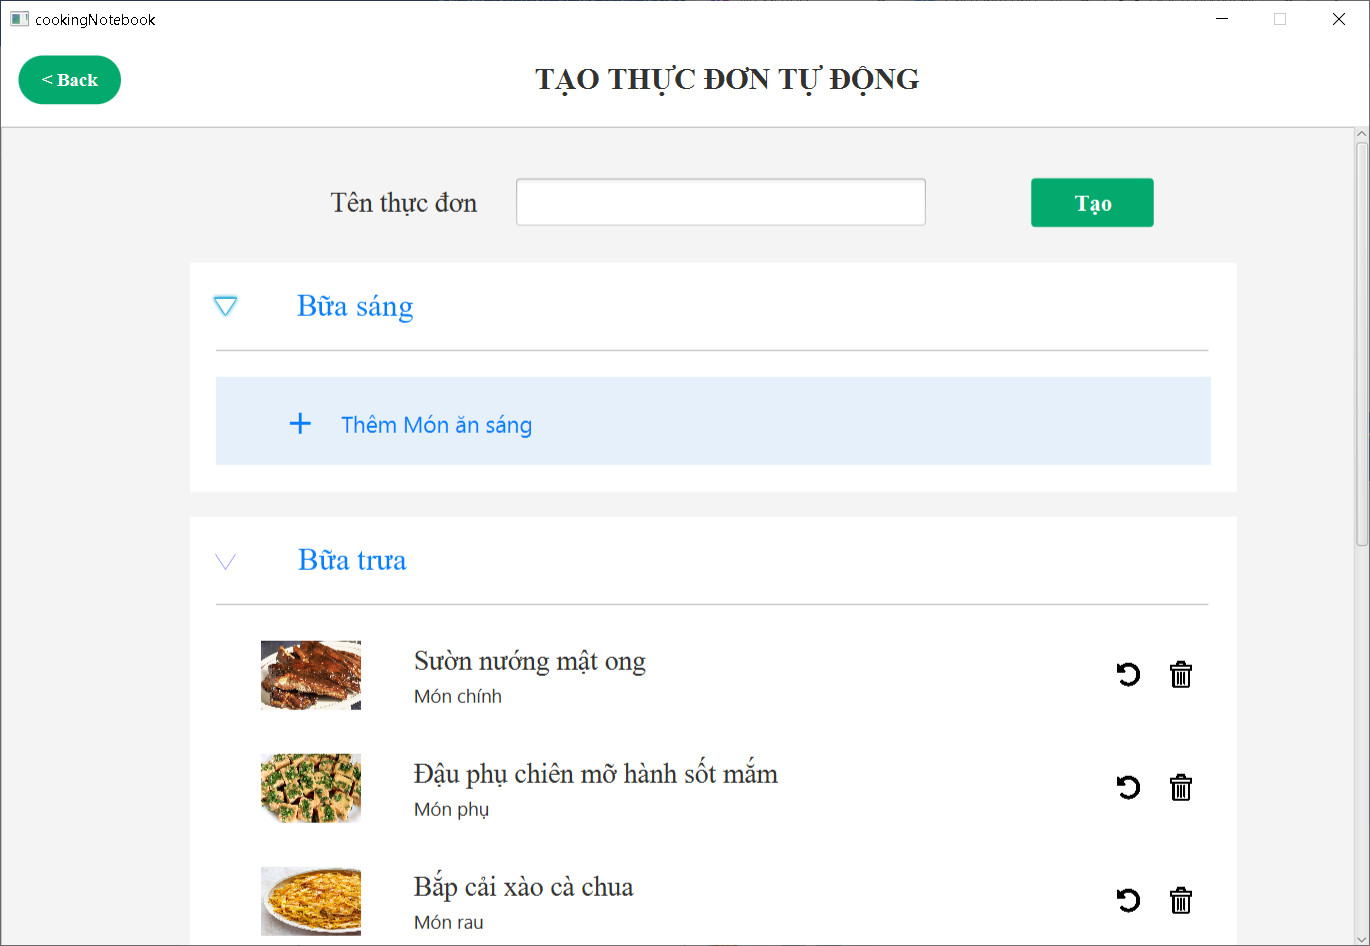 cookingNotebook
< Back
TẠO THỰC ĐƠN TỰ ĐỘNG
Tên thực đơn
Tạo
Bữa sáng
+ Thêm Món ăn sáng
Bữa trưa
Sườn nướng mật ong
Món chính
Đậu phụ chiên mỡ hành sốt mắm
Món phụ
Bắp cải xào cà chua
Món rau